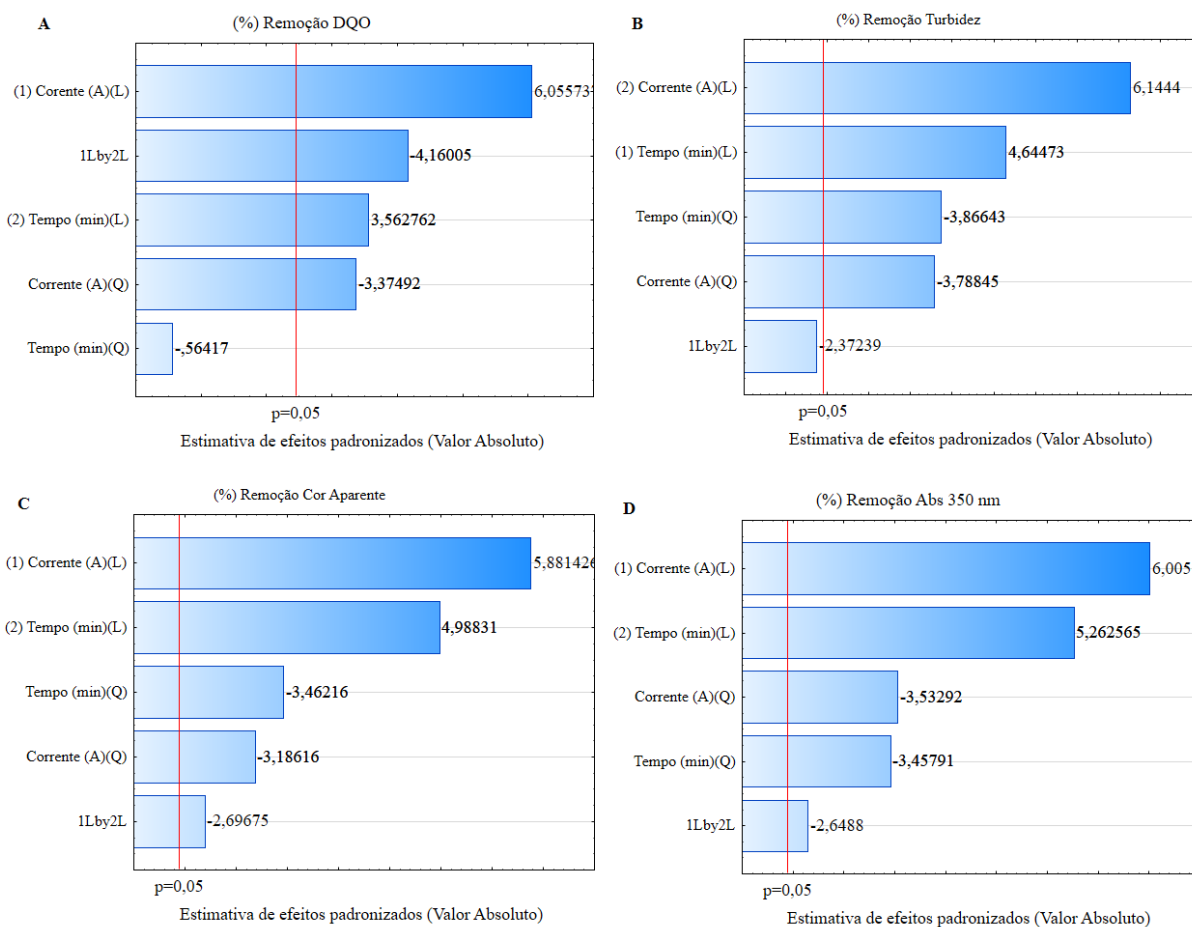 A
(%) Remoção DQO
(1) Corente (A)(L)
6,05573
1Lby2L
-4,16005
(2) Tempo (min)(L)
3,562762
Corrente (A)(Q)
-3,37492
Tempo (min)(Q)
-,56417
p=0,05
Estimativa de efeitos padronizados (Valor Absoluto)
B
(%) Remoção Turbidez
(2) Corrente (A)(L)
6,1444
(1) Tempo (min)(L)
4,64473
Tempo (min)(Q)
-3,86643
Corrente (A)(Q)
-3,78845
1Lby2L
-2,37239
p=0,05
Estimativa de efeitos padronizados (Valor Absoluto)
C
(%) Remoção Cor Aparente
(1) Corrente (A)(L)
5,881426
(2) Tempo (min)(L)
4,98831
Tempo (min)(Q)
-3,46216
Corrente (A)(Q)
-3,18616
1Lby2L
-2,69675
p=0,05
Estimativa de efeitos padronizados (Valor Absoluto)
D
(%) Remoção Abs 350 nm
(1) Corrente (A)(L)
6,005
(2) Tempo (min)(L)
5,262565
Corrente (A)(Q)
-3,53292
Tempo (min)(Q)
-3,45791
1Lby2L
-2,6488
p=0,05
Estimativa de efeitos padronizados (Valor Absoluto)